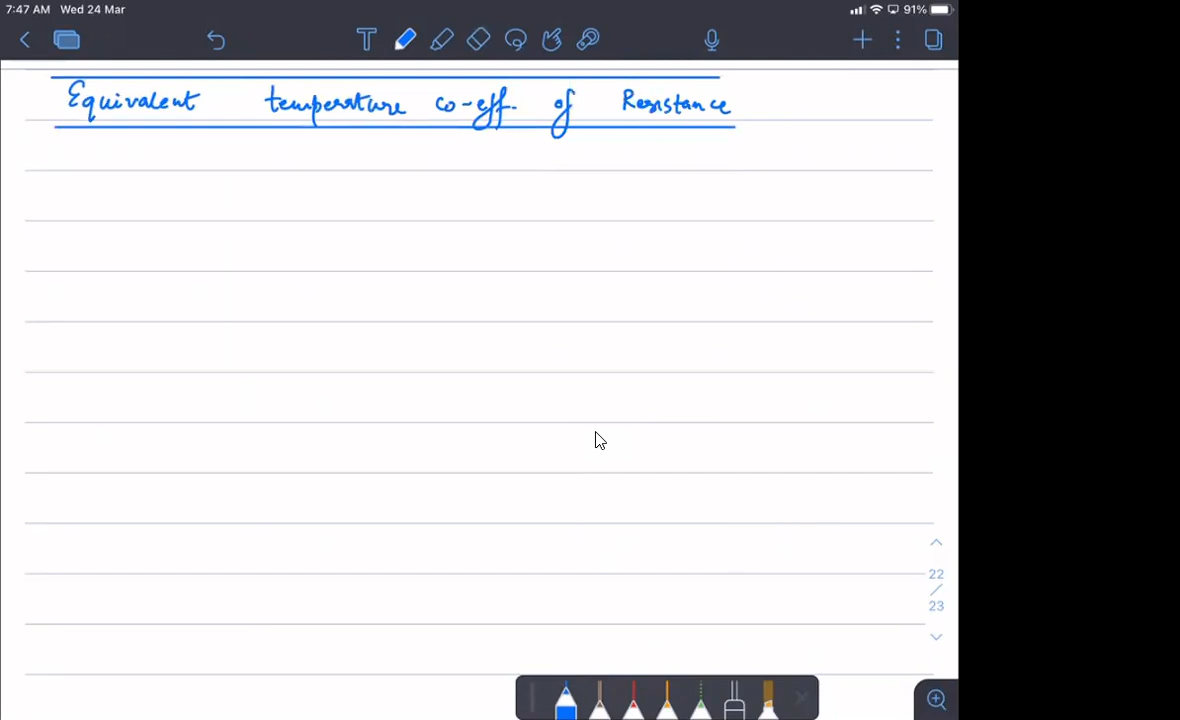 7:47 AM Wed 24 Mar 91%
Equivalent temperature co-eff. of Resistance
22
/
23